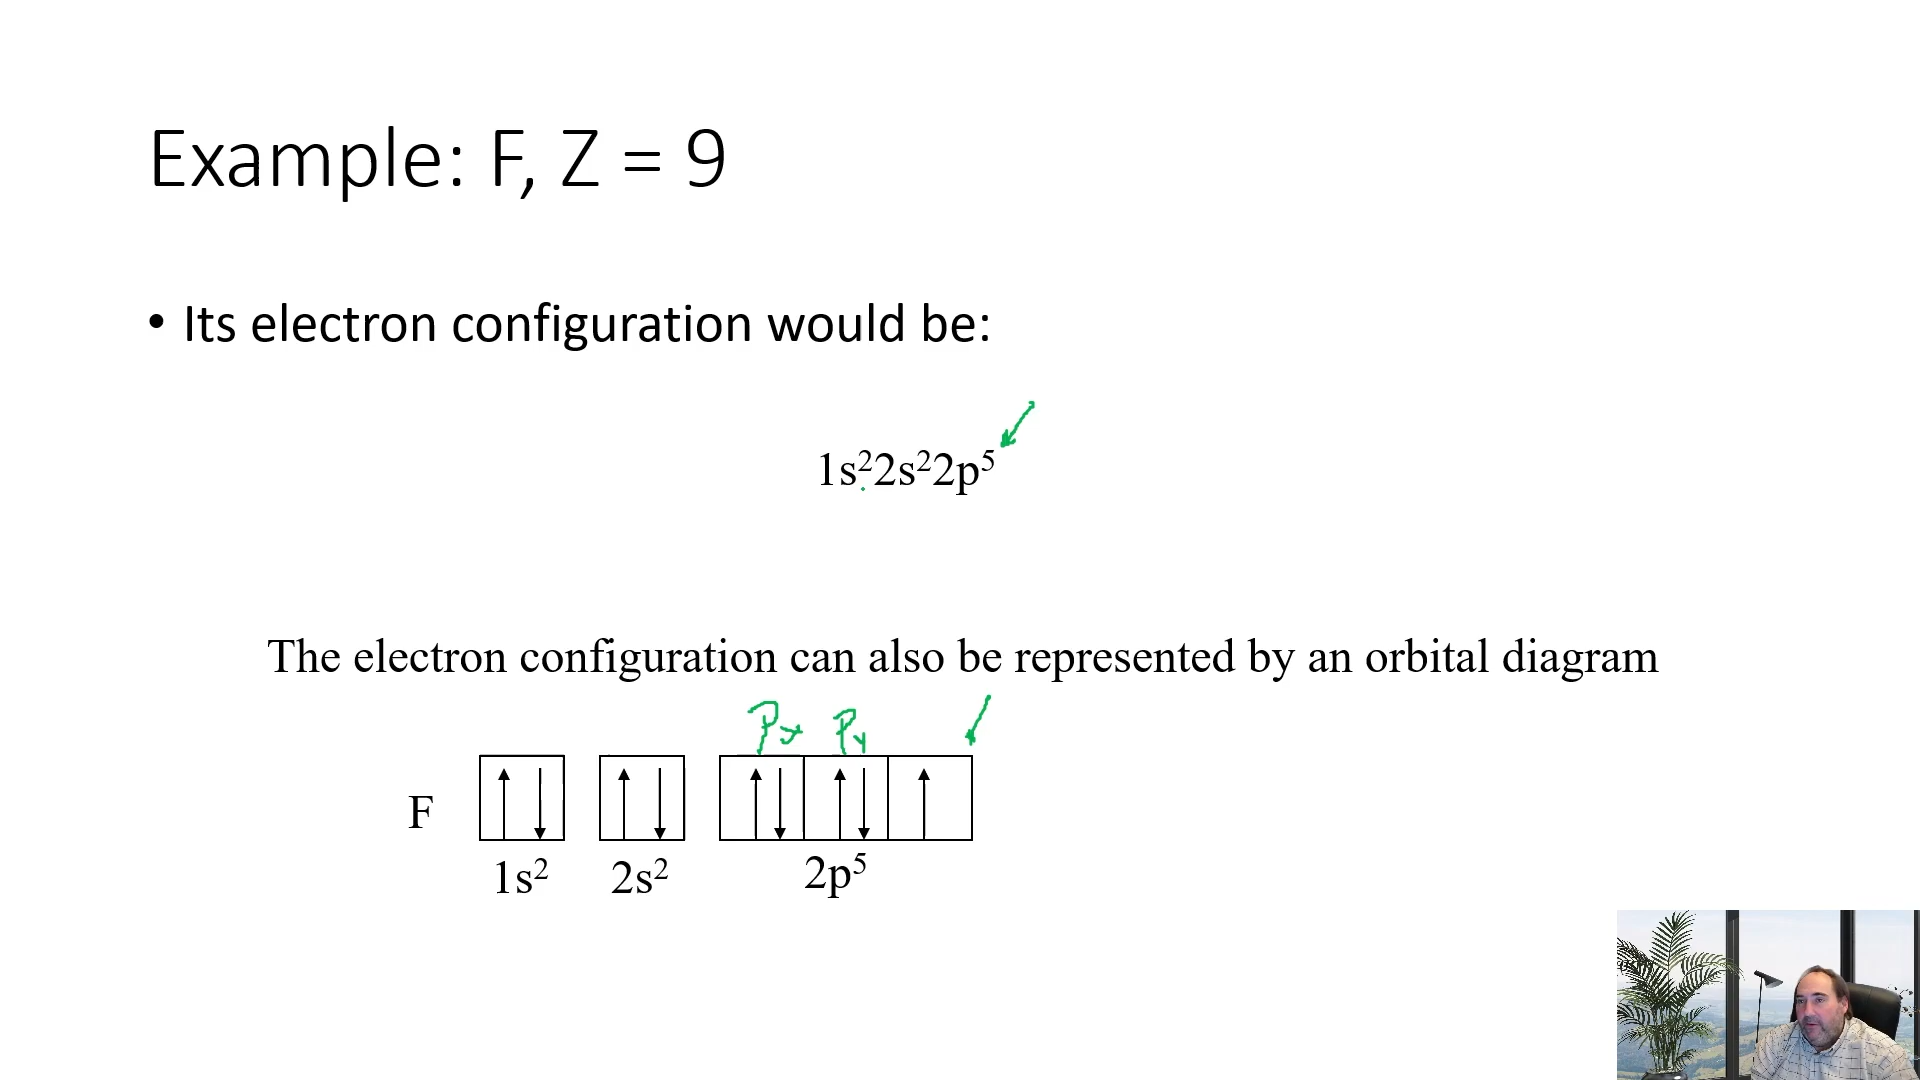 Example: F, Z = 9
• Its electron configuration would be:
1s²2s²2p⁵
The electron configuration can also be represented by an orbital diagram
Px Py
F
1s² 2s² 2p⁵